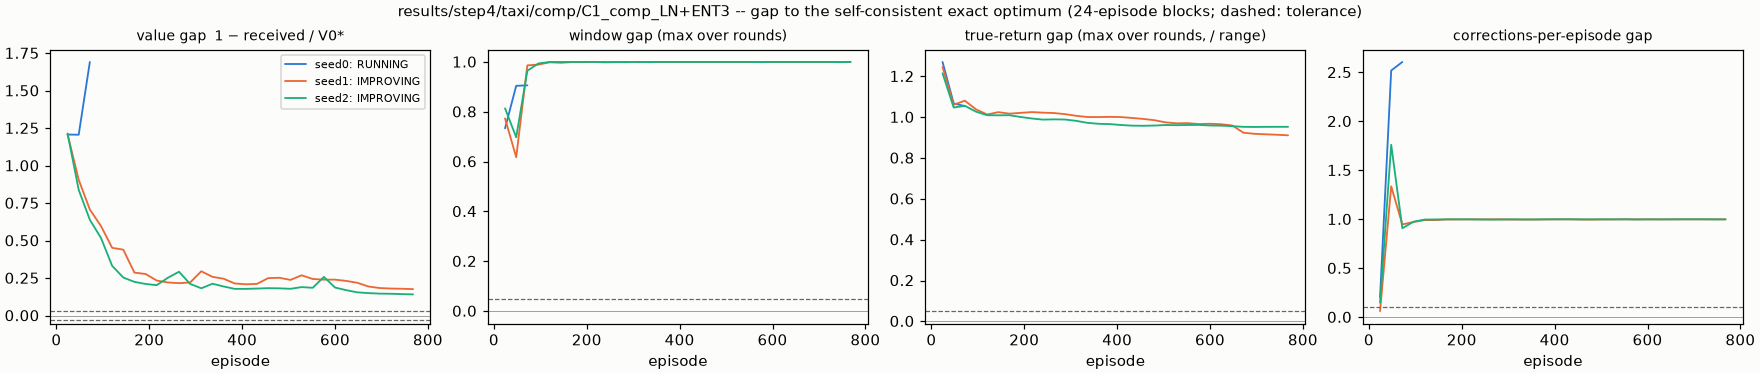 results/step4/taxi/comp/C1_comp_LN+ENT3 -- gap to the self-consistent exact optimum (24-episode blocks; dashed: tolerance)
value gap  1 − received / V0*
1.75
1.50
1.25
1.00
0.75
0.50
0.25
0.00
seed0: RUNNING
seed1: IMPROVING
seed2: IMPROVING
0 200 400 600 800
episode
window gap (max over rounds)
1.0
0.8
0.6
0.4
0.2
0.0
0 200 400 600 800
episode
true-return gap (max over rounds, / range)
1.2
1.0
0.8
0.6
0.4
0.2
0.0
0 200 400 600 800
episode
corrections-per-episode gap
2.5
2.0
1.5
1.0
0.5
0.0
0 200 400 600 800
episode